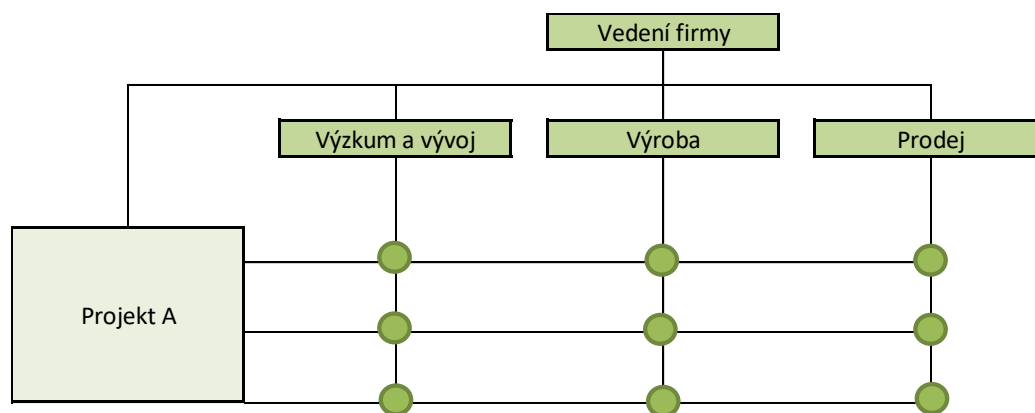 Vedení firmy
Výzkum a vývoj
Výroba
Prodej
Projekt A